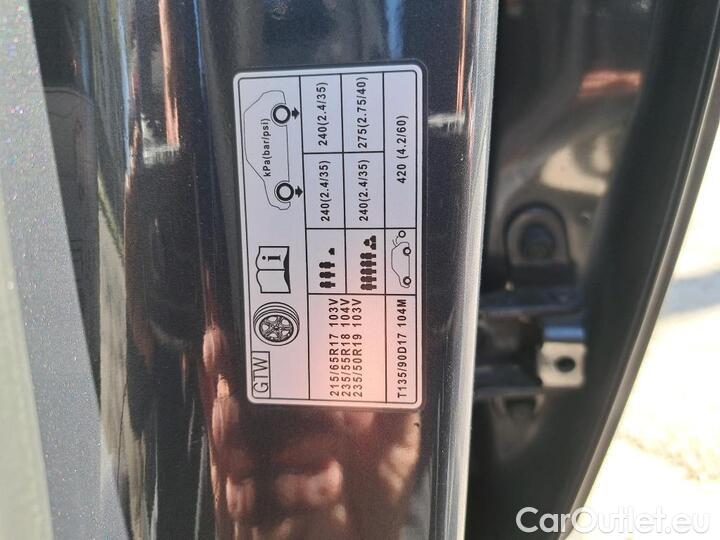 GTW
kPa(bar/psi)
215/65R17 103V
235/55R18 104V
235/50R19 103V
240(2.4/35)
240(2.4/35)
240(2.4/35)
275(2.75/40)
T135/90D17 104M
420 (4.2/60)
CarOutlet.eu